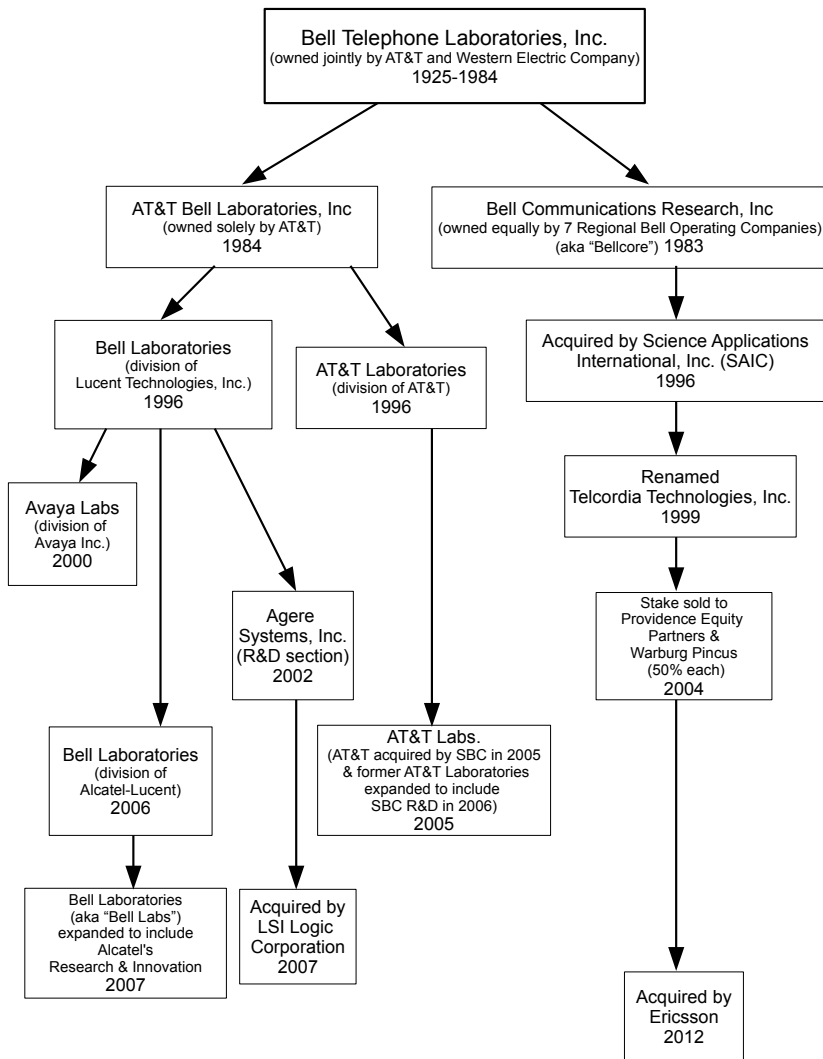 Bell Telephone Laboratories, Inc.
(owned jointly by AT&T and Western Electric Company)
1925-1984
AT&T Bell Laboratories, Inc
(owned solely by AT&T)
1984
Bell Communications Research, Inc
(owned equally by 7 Regional Bell Operating Companies)
(aka “Bellcore”) 1983
Bell Laboratories
(division of
Lucent Technologies, Inc.)
1996
AT&T Laboratories
(division of AT&T)
1996
Acquired by Science Applications
International, Inc. (SAIC)
1996
Avaya Labs
(division of
Avaya Inc.)
2000
Renamed
Telcordia Technologies, Inc.
1999
Agere
Systems, Inc.
(R&D section)
2002
Stake sold to
Providence Equity
Partners &
Warburg Pincus
(50% each)
2004
Bell Laboratories
(division of
Alcatel-Lucent)
2006
AT&T Labs.
(AT&T acquired by SBC in 2005
& former AT&T Laboratories
expanded to include
SBC R&D in 2006)
2005
Bell Laboratories
(aka “Bell Labs”)
expanded to include
Alcatel's
Research & Innovation
2007
Acquired by
LSI Logic
Corporation
2007
Acquired by
Ericsson
2012